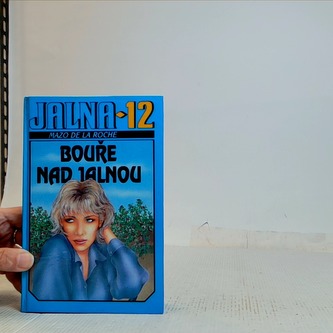 JALNA-12
MAZO DE LA ROCHE
BOUŘE
NAD JALNOU